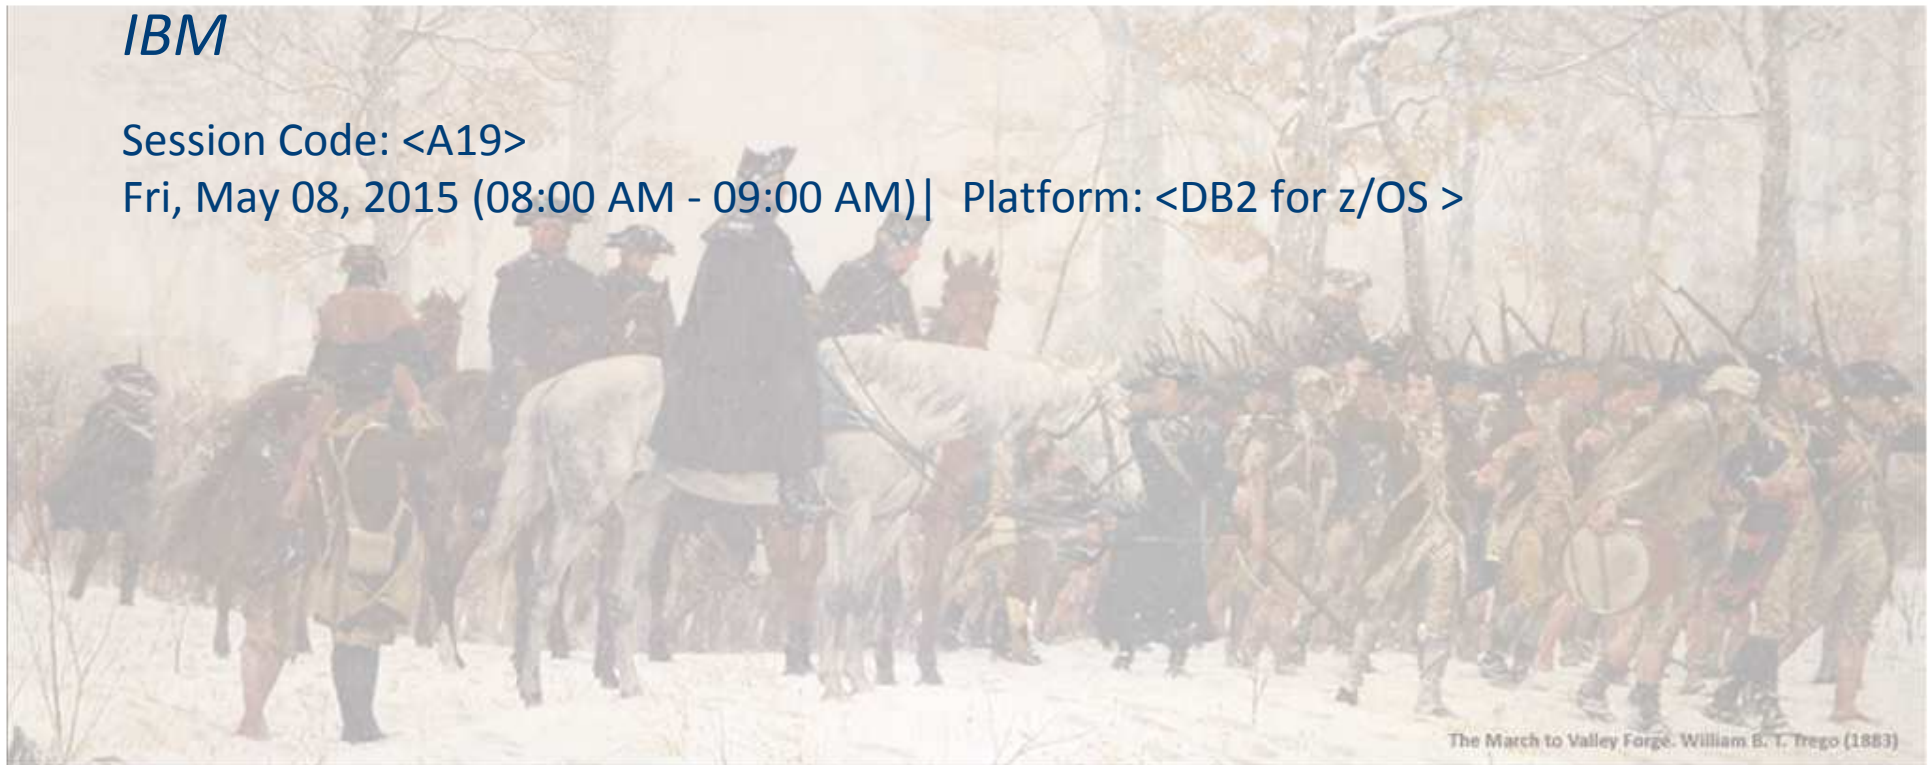 IBM
Session Code: <A19>
Fri, May 08, 2015 (08:00 AM - 09:00 AM)| Platform: <DB2 for z/OS >
The March to Valley Forge. William B. T. Trego (1883)